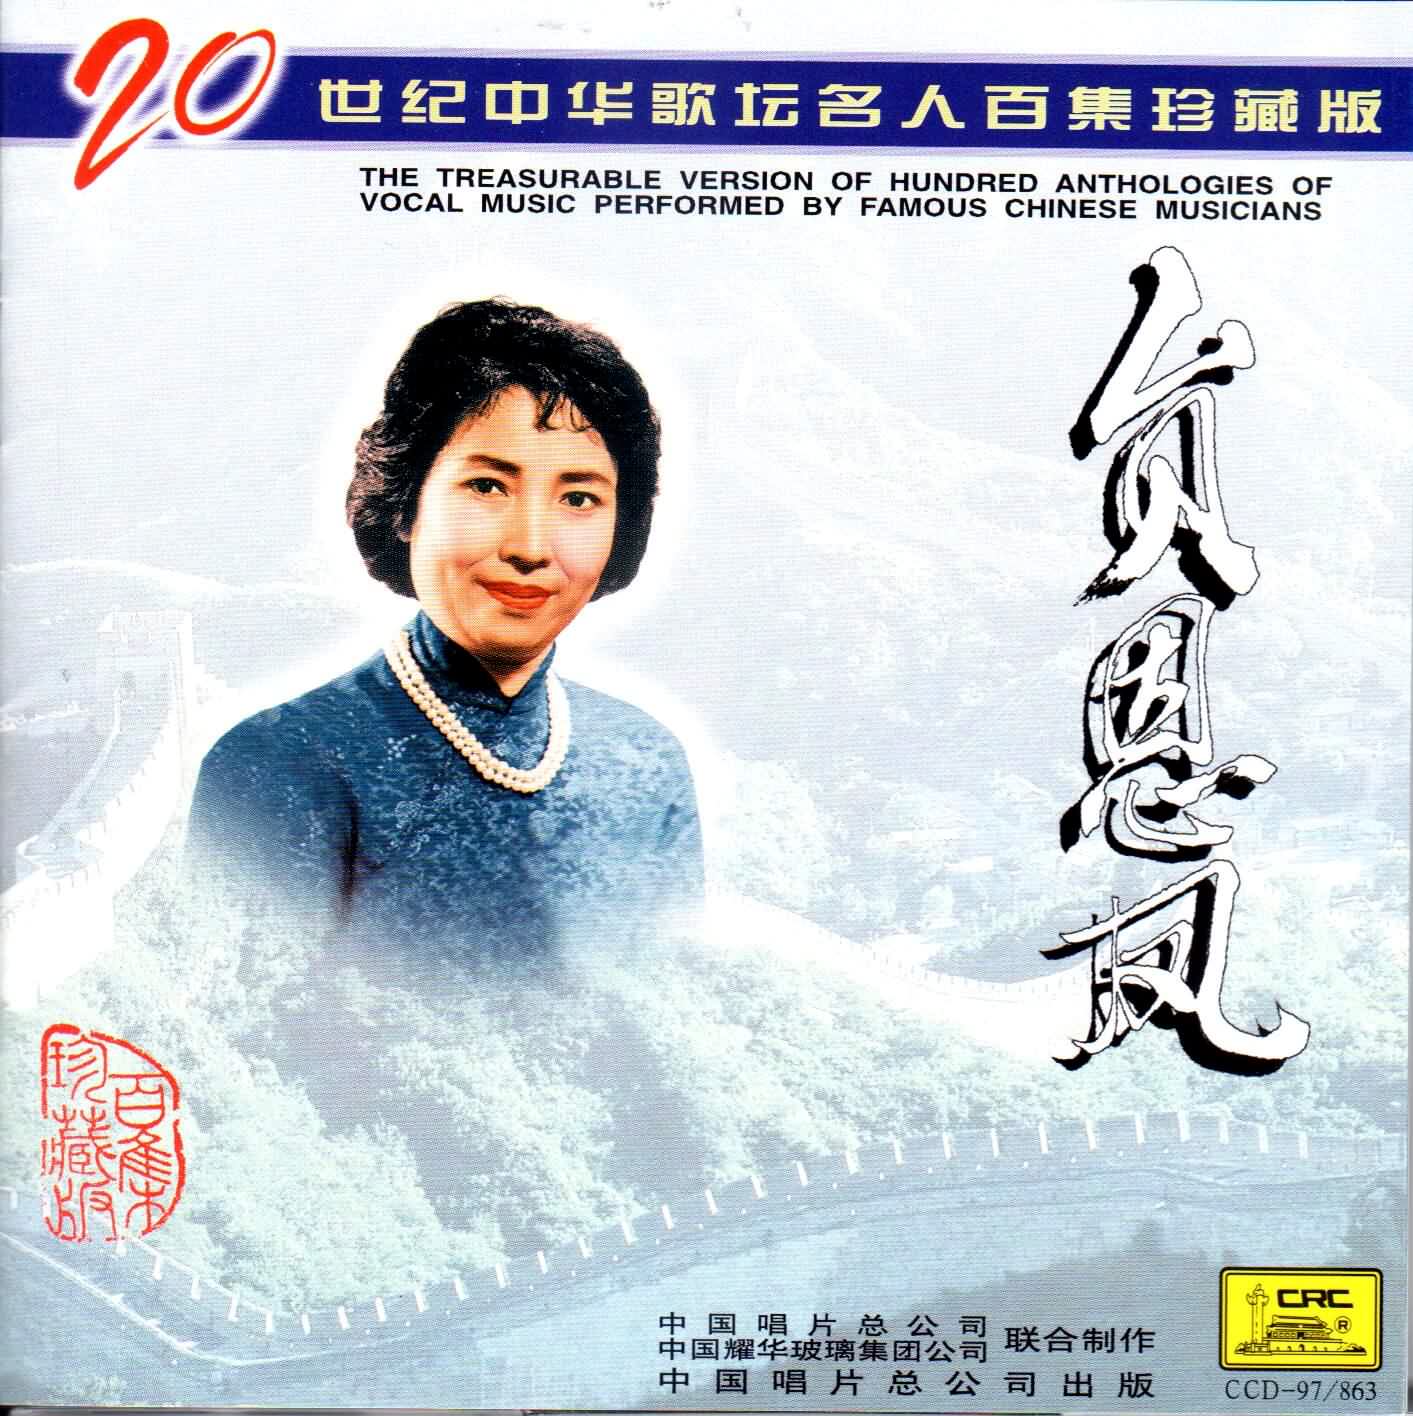 20世纪中华歌坛名人百集珍藏版
THE TREASURABLE VERSION OF HUNDRED ANTHOLOGIES OF
VOCAL MUSIC PERFORMED BY FAMOUS CHINESE MUSICIANS
贠恩凤
百集
珍藏版
中国唱片总公司
中国耀华玻璃集团公司
联合制作
中国唱片总公司出版
CRC
®
CCD-97/863